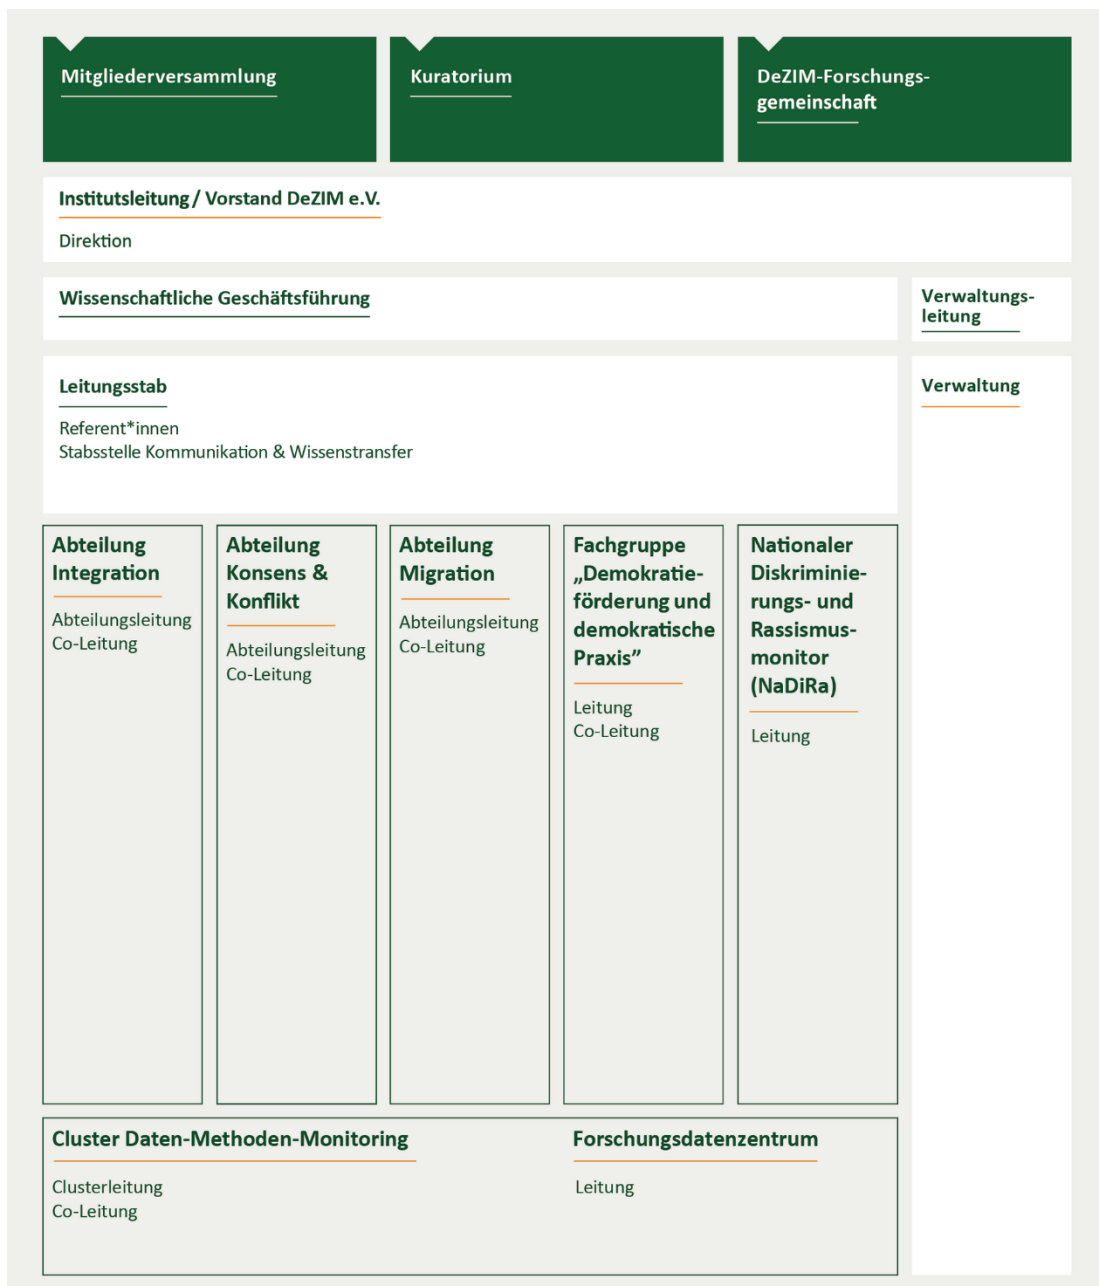 Mitgliederversammlung
Kuratorium
DeZIM-Forschungs-
gemeinschaft
Institutsleitung / Vorstand DeZIM e.V.
Direktion
Wissenschaftliche Geschäftsführung
Verwaltungs-
leitung
Leitungsstab
Referent*innen
Stabsstelle Kommunikation & Wissenstransfer
Verwaltung
Abteilung
Integration
Abteilungsleitung
Co-Leitung
Abteilung
Konsens &
Konflikt
Abteilungsleitung
Co-Leitung
Abteilung
Migration
Abteilungsleitung
Co-Leitung
Fachgruppe
„Demokratie-
förderung und
demokratische
Praxis”
Leitung
Co-Leitung
Nationaler
Diskriminie-
rungs- und
Rassismus-
monitor
(NaDiRa)
Leitung
Cluster Daten-Methoden-Monitoring
Clusterleitung
Co-Leitung
Forschungsdatenzentrum
Leitung